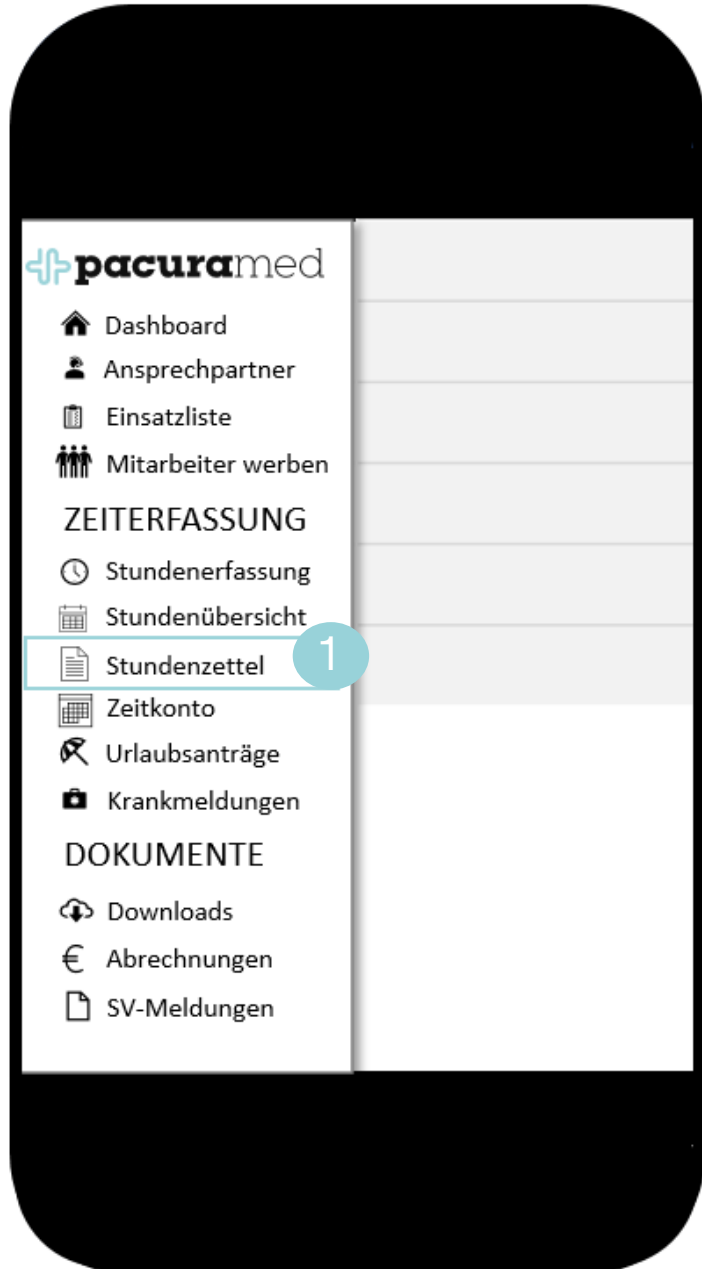 pacuramed
Dashboard
Ansprechpartner
Einsatzliste
Mitarbeiter werben
ZEITERFASSUNG
Stundenerfassung
Stundenübersicht
Stundenzettel 1
Zeitkonto
Urlaubsanträge
Krankmeldungen
DOKUMENTE
Downloads
€ Abrechnungen
SV-Meldungen